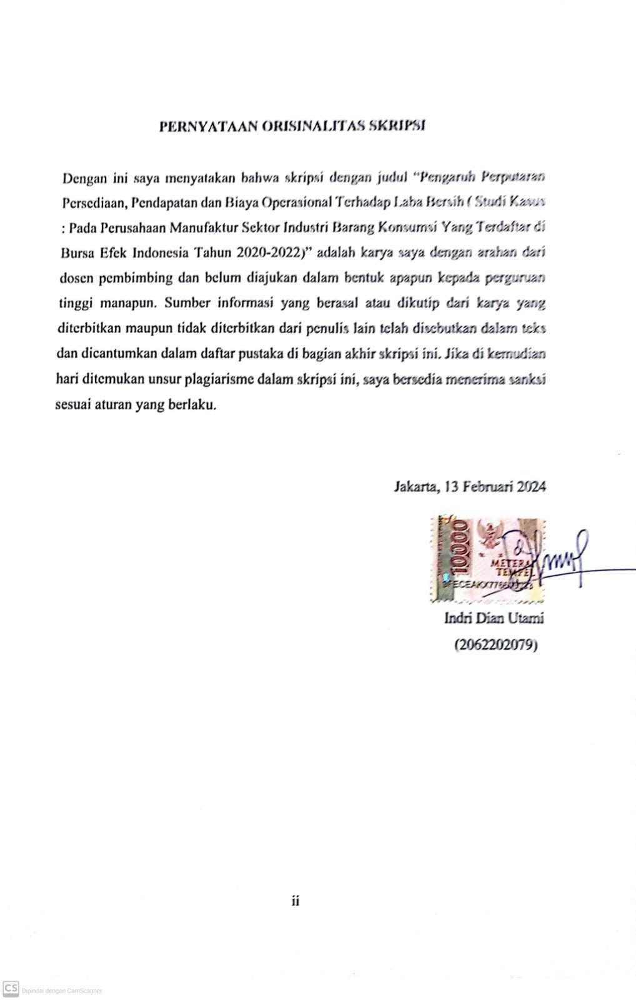 PERNYATAAN ORISINALITAS SKRIPSI
Dengan ini saya menyatakan bahwa skripsi dengan judul “Pengaruh Perputaran
Persediaan, Pendapatan dan Biaya Operasional Terhadap Laba Bersih ( Studi Kasus
: Pada Perusahaan Manufaktur Sektor Industri Barang Konsumsi Yang Terdaftar di
Bursa Efek Indonesia Tahun 2020-2022)” adalah karya saya dengan arahan dari
dosen pembimbing dan belum diajukan dalam bentuk apapun kepada perguruan
tinggi manapun. Sumber informasi yang berasal atau dikutip dari karya yang
diterbitkan maupun tidak diterbitkan dari penulis lain telah disebutkan dalam teks
dan dicantumkan dalam daftar pustaka di bagian akhir skripsi ini. Jika di kemudian
hari ditemukan unsur plagiarisme dalam skripsi ini, saya bersedia menerima sanksi
sesuai aturan yang berlaku.
Jakarta, 13 Februari 2024
10000
METERAI
TEMPEL
Indri Dian Utami
(2062202079)
ii
CS Dipindai dengan CamScanner